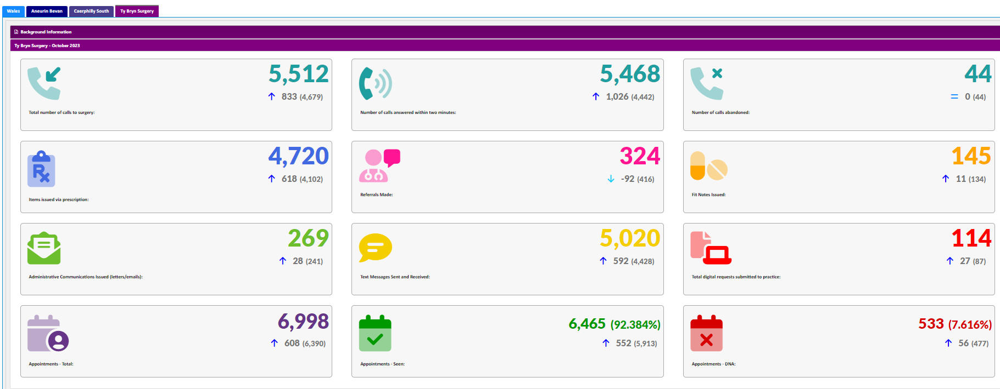 Wales
Aneurin Bevan
Caerphilly South
Ty Bryn Surgery
Background Information
Ty Bryn Surgery - October 2023
5,512
833 (4,679)
Total number of calls to surgery:
5,468
1,026 (4,442)
Number of calls answered within two minutes:
44
0 (44)
Number of calls abandoned:
4,720
618 (4,102)
Items issued via prescription:
324
-92 (416)
Referrals Made:
145
11 (134)
Fit Notes Issued:
269
28 (241)
Administrative Communications Issued (letters/emails):
5,020
592 (4,428)
Text Messages Sent and Received:
114
27 (87)
Total digital requests submitted to practice:
6,998
608 (6,390)
Appointments - Total:
6,465 (92.384%)
552 (5,913)
Appointments - Seen:
533 (7.616%)
56 (477)
Appointments - DNA: